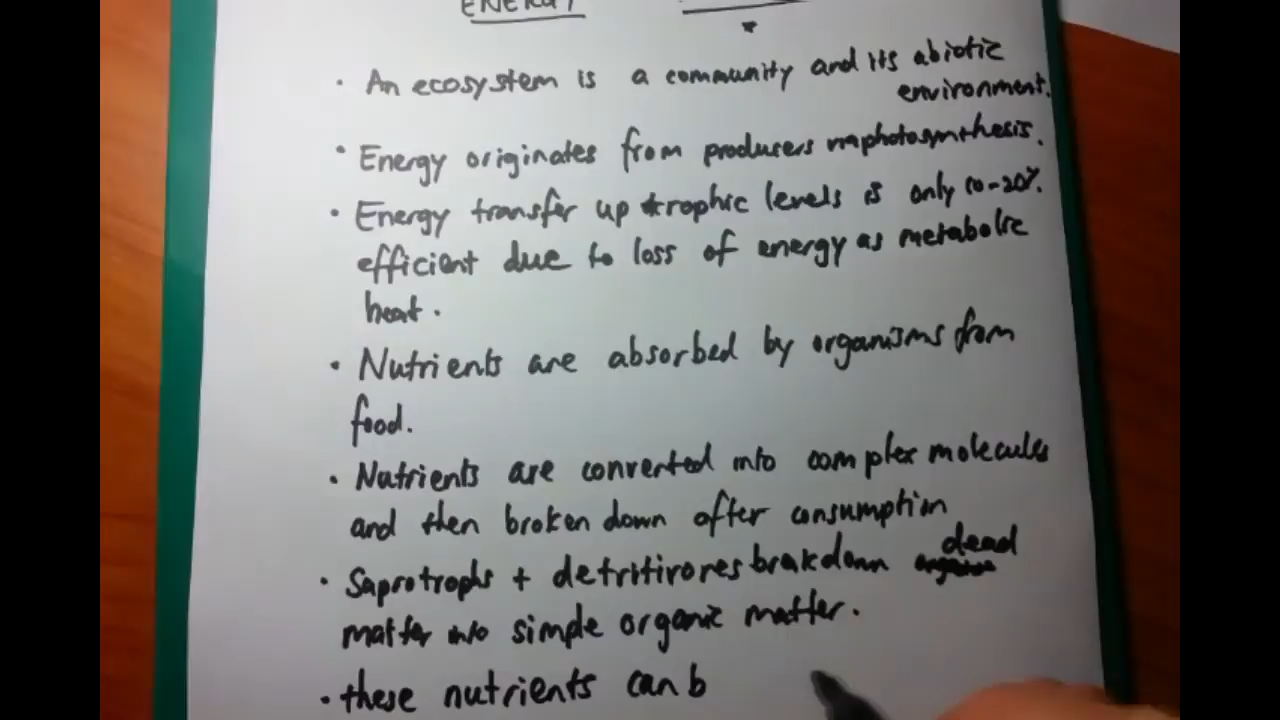 ENERGY
• An ecosystem is a community and its abiotic
environment.
• Energy originates from producers via photosynthesis.
• Energy transfer up trophic levels is only 10-20%
efficient due to loss of energy as metabolic
heat.
• Nutrients are absorbed by organisms from
food.
• Nutrients are converted into complex molecules
and then broken down after consumption
• Saprotrophs + detritivores breakdown dead
matter into simple organic matter.
• these nutrients can b